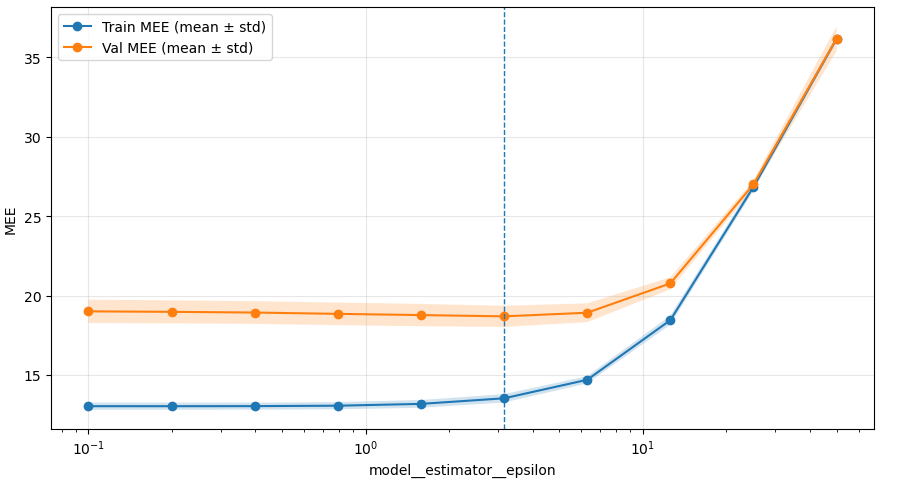 Train MEE (mean ± std)
Val MEE (mean ± std)
35
30
25
20
15
MEE
10⁻¹
10⁰
10¹
model__estimator__epsilon